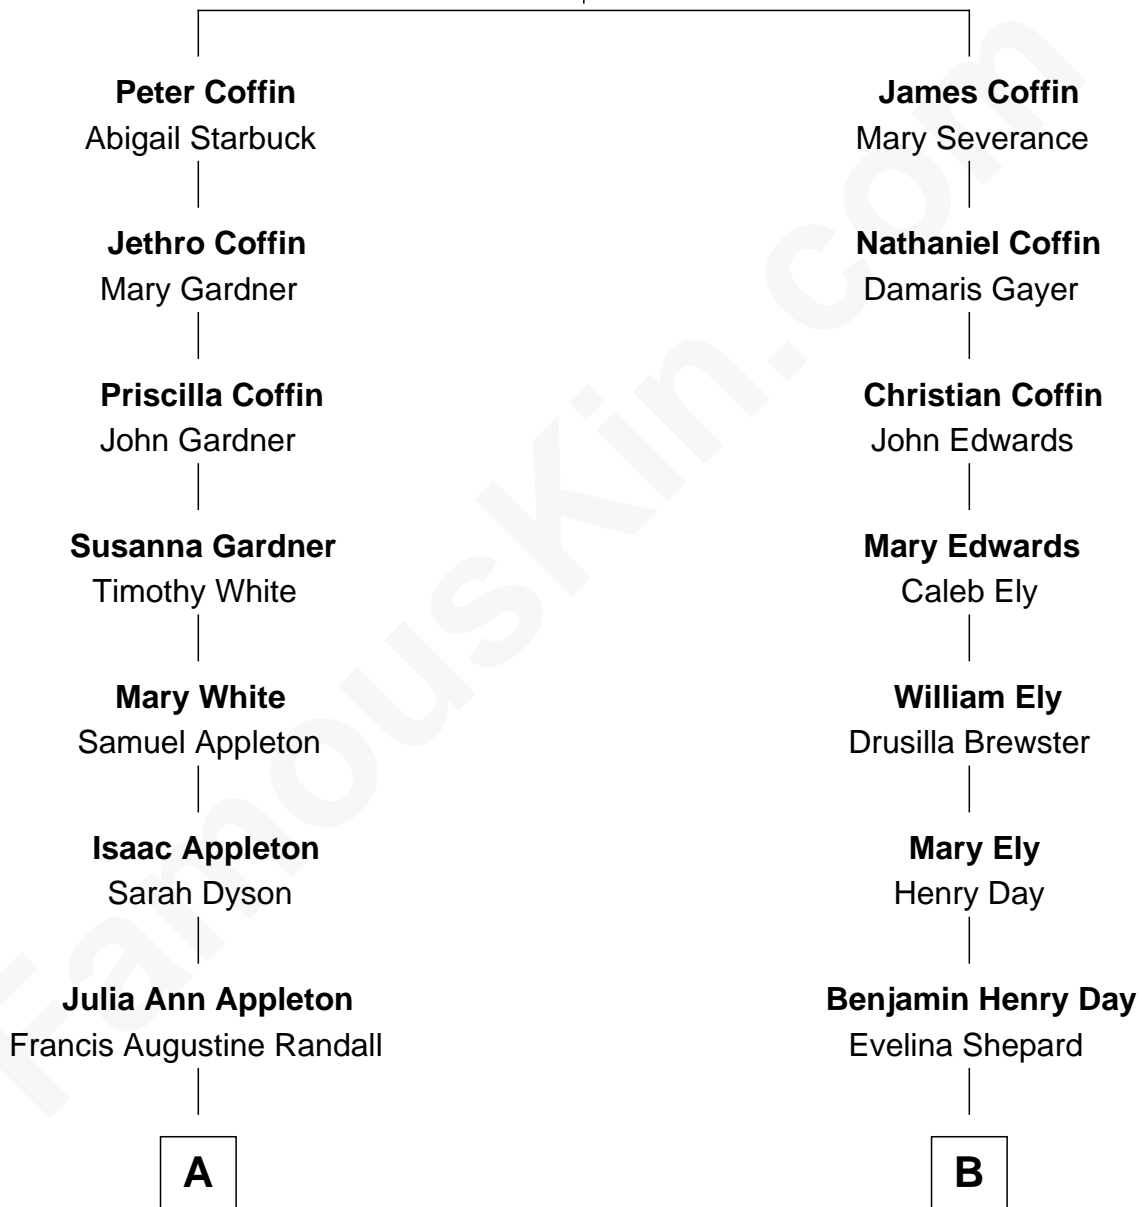 Peter Coffin
Abigail Starbuck
Jethro Coffin
Mary Gardner
Priscilla Coffin
John Gardner
Susanna Gardner
Timothy White
Mary White
Samuel Appleton
Isaac Appleton
Sarah Dyson
Julia Ann Appleton
Francis Augustine Randall
A
James Coffin
Mary Severance
Nathaniel Coffin
Damaris Gayer
Christian Coffin
John Edwards
Mary Edwards
Caleb Ely
William Ely
Drusilla Brewster
Mary Ely
Henry Day
Benjamin Henry Day
Evelina Shepard
B
FamousKin.com